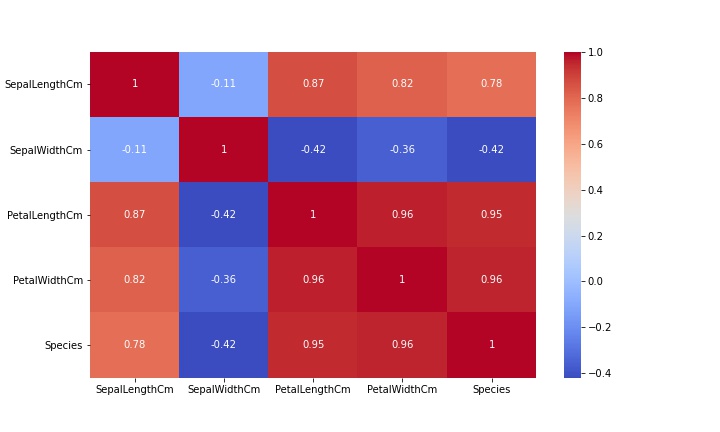 SepalLengthCm 1 -0.11 0.87 0.82 0.78
SepalWidthCm -0.11 1 -0.42 -0.36 -0.42
PetalLengthCm 0.87 -0.42 1 0.96 0.95
PetalWidthCm 0.82 -0.36 0.96 1 0.96
Species 0.78 -0.42 0.95 0.96 1
SepalLengthCm SepalWidthCm PetalLengthCm PetalWidthCm Species
1.0
0.8
0.6
0.4
0.2
0.0
−0.2
−0.4